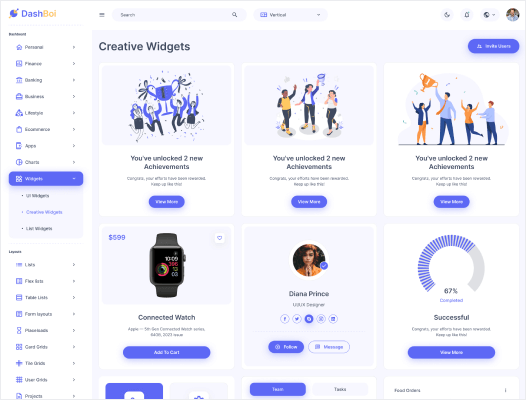 DashBoi
Search
Vertical
Dashboard
Personal
Finance
Banking
Business
Lifestyle
Ecommerce
Apps
Charts
Widgets
UI Widgets
Creative Widgets
List Widgets
Layouts
Lists
Flex lists
Table Lists
Form layouts
Placeloads
Card Grids
Tile Grids
User Grids
Projects
Creative Widgets
Invite Users
You've unlocked 2 new
Achievements
Congrats, your efforts have been rewarded.
Keep up like this!
View More
You've unlocked 2 new
Achievements
Congrats, your efforts have been rewarded.
Keep up like this!
View More
You've unlocked 2 new
Achievements
Congrats, your efforts have been rewarded.
Keep up like this!
View More
$599
10:09
Connected Watch
Apple — 5th Gen Connected Watch series.
64GB, 2023 issue
Add To Cart
Diana Prince
UI/UX Designer
Follow
Message
67%
Completed
Successful
Congrats, your efforts have been rewarded.
Keep up like this!
View More
Team
Tasks
Food Orders